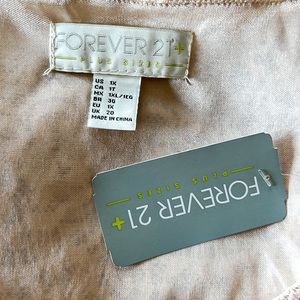 FOREVER 21+
PLUS SIZES
US 1X
CA 1T
MX 1XL/1EG
BR 3G
EU 1X
UK 20
MADE IN CHINA
FOREVER 21+
PLUS SIZES